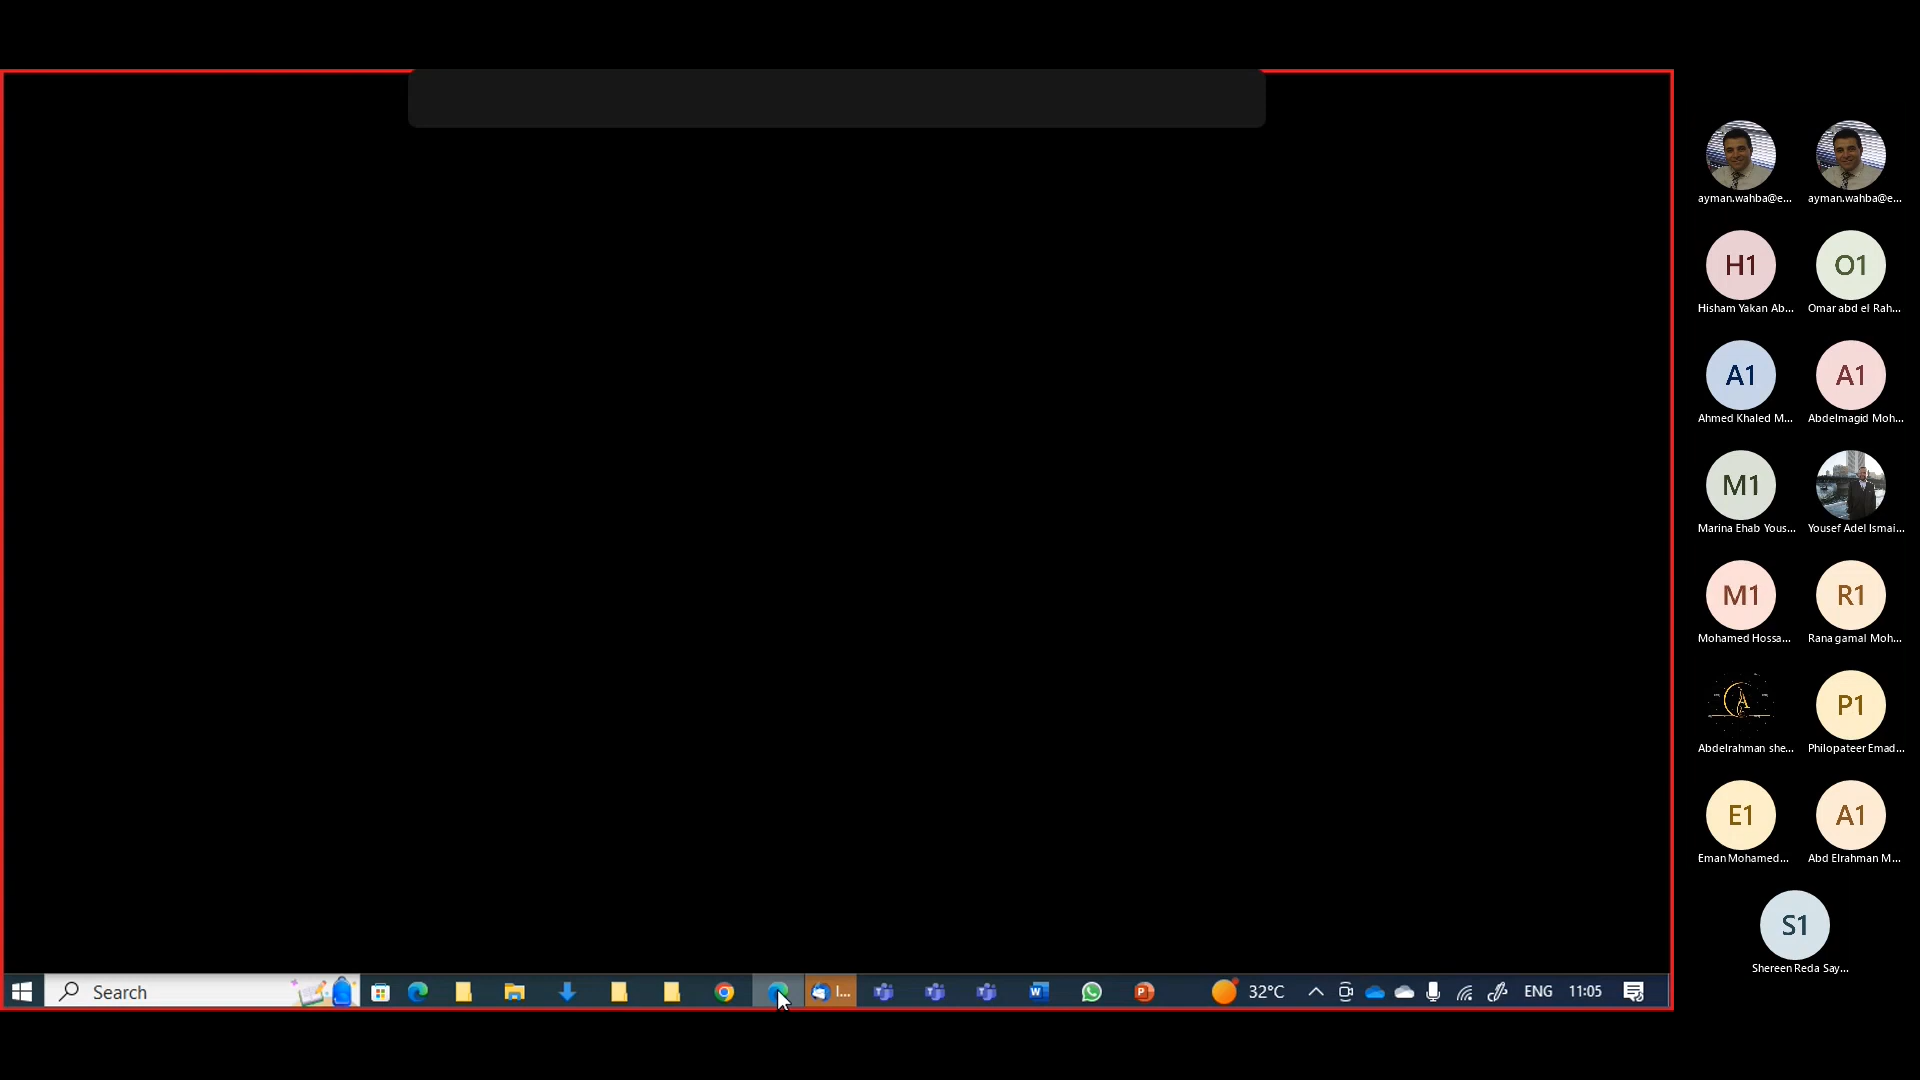 ayman.wahba@e... ayman.wahba@e...
H1 O1
Hisham Yakan Ab... Omar abd el Rah...
A1 A1
Ahmed Khaled M... Abdelmagid Moh...
M1
Marina Ehab Yous... Yousef Adel Ismai...
M1 R1
Mohamed Hossa... Rana gamal Moh...
A
Abdelrahman she... Philopateer Emad...
P1
E1 A1
Eman Mohamed... Abd Elrahman M...
S1
Shereen Reda Say...
Search I... 32°C ENG 11:05